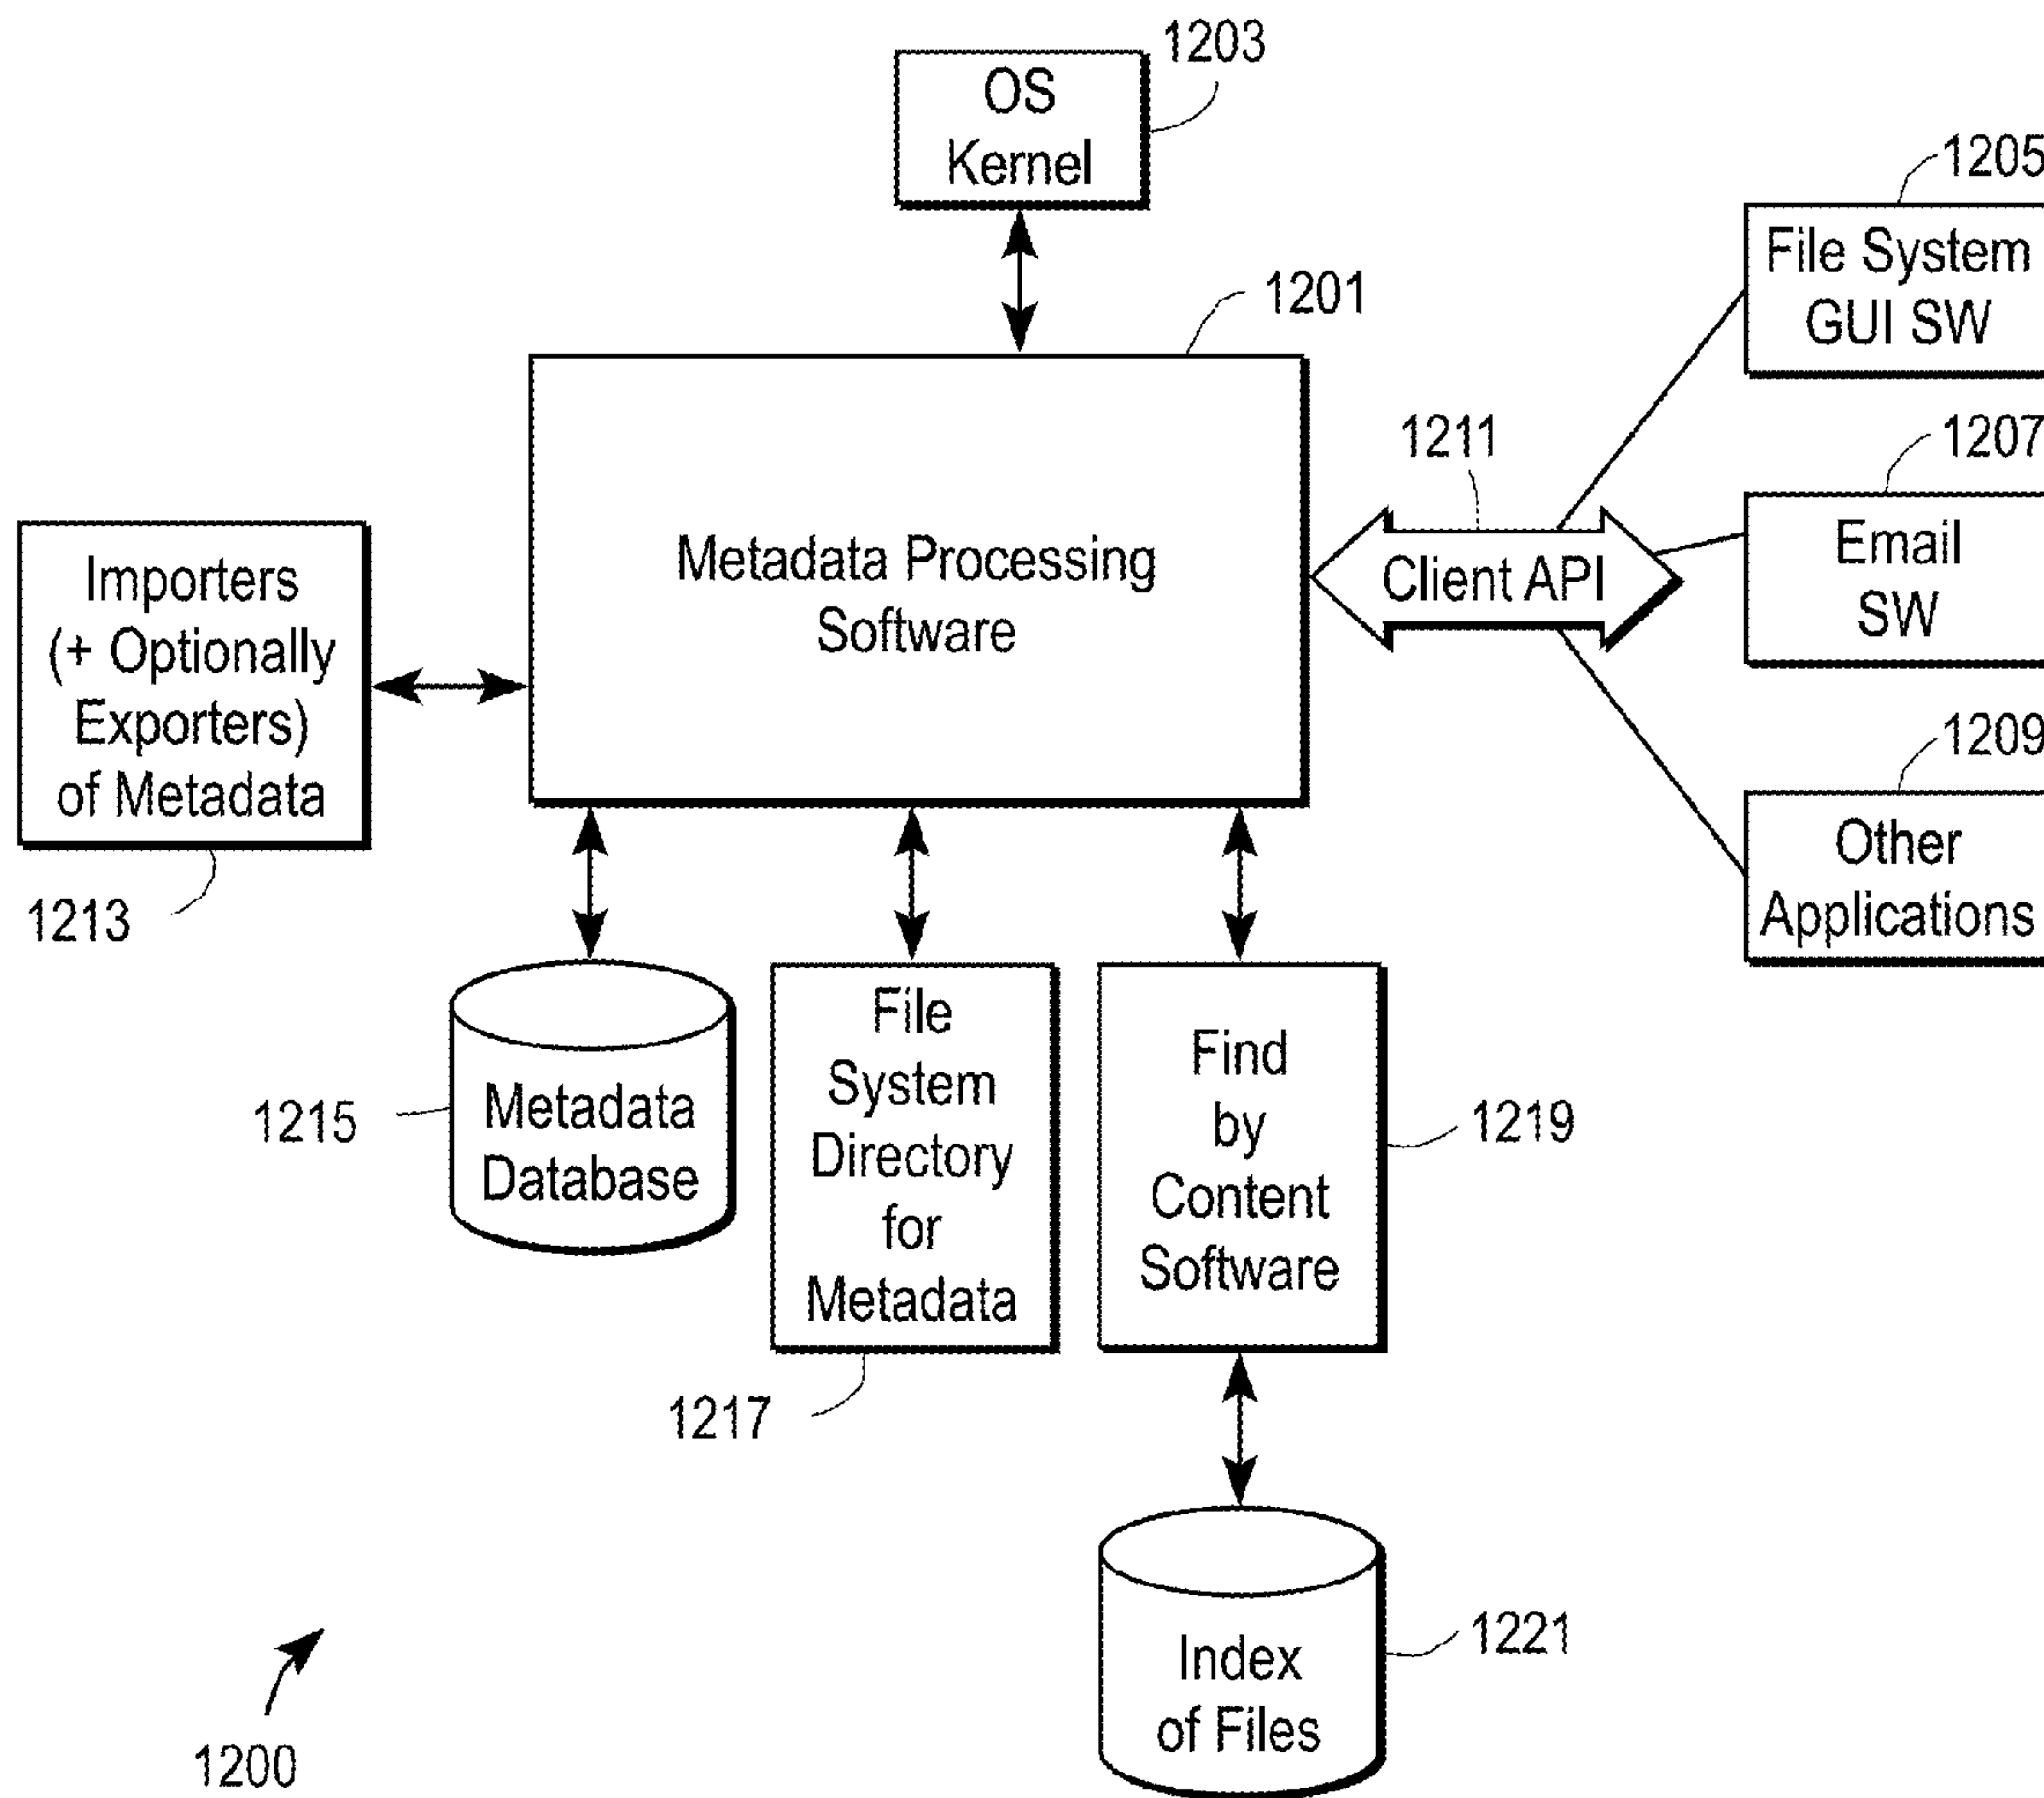 1203
OS
Kernel
1205
File System
GUI SW
1201
1211
1207
Client API
Email
SW
Metadata Processing
Software
Importers
(+ Optionally
Exporters)
of Metadata
1213
1209
Other
Applications
1215
Metadata
Database
File
System
Directory
for
Metadata
1217
Find
by
Content
Software
1219
1221
Index
of Files
1200